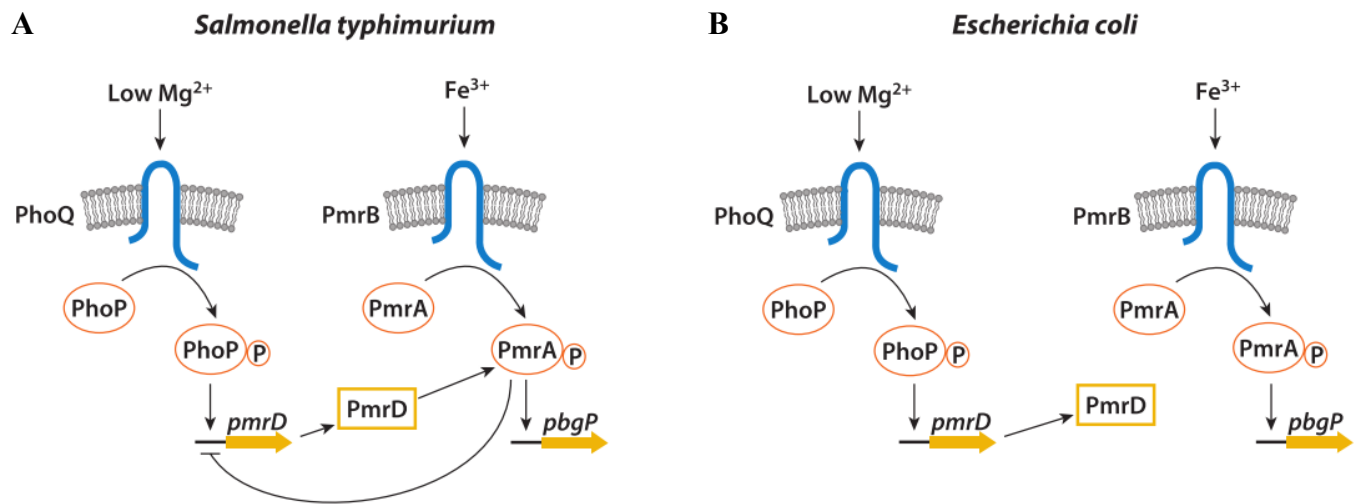 A
Salmonella typhimurium
Low Mg²⁺
Fe³⁺
PhoQ
PmrB
PhoP
PmrA
PhoP P
PmrA P
PmrD
pmrD
pbgP
B
Escherichia coli
Low Mg²⁺
Fe³⁺
PhoQ
PmrB
PhoP
PmrA
PhoP P
PmrA P
PmrD
pmrD
pbgP